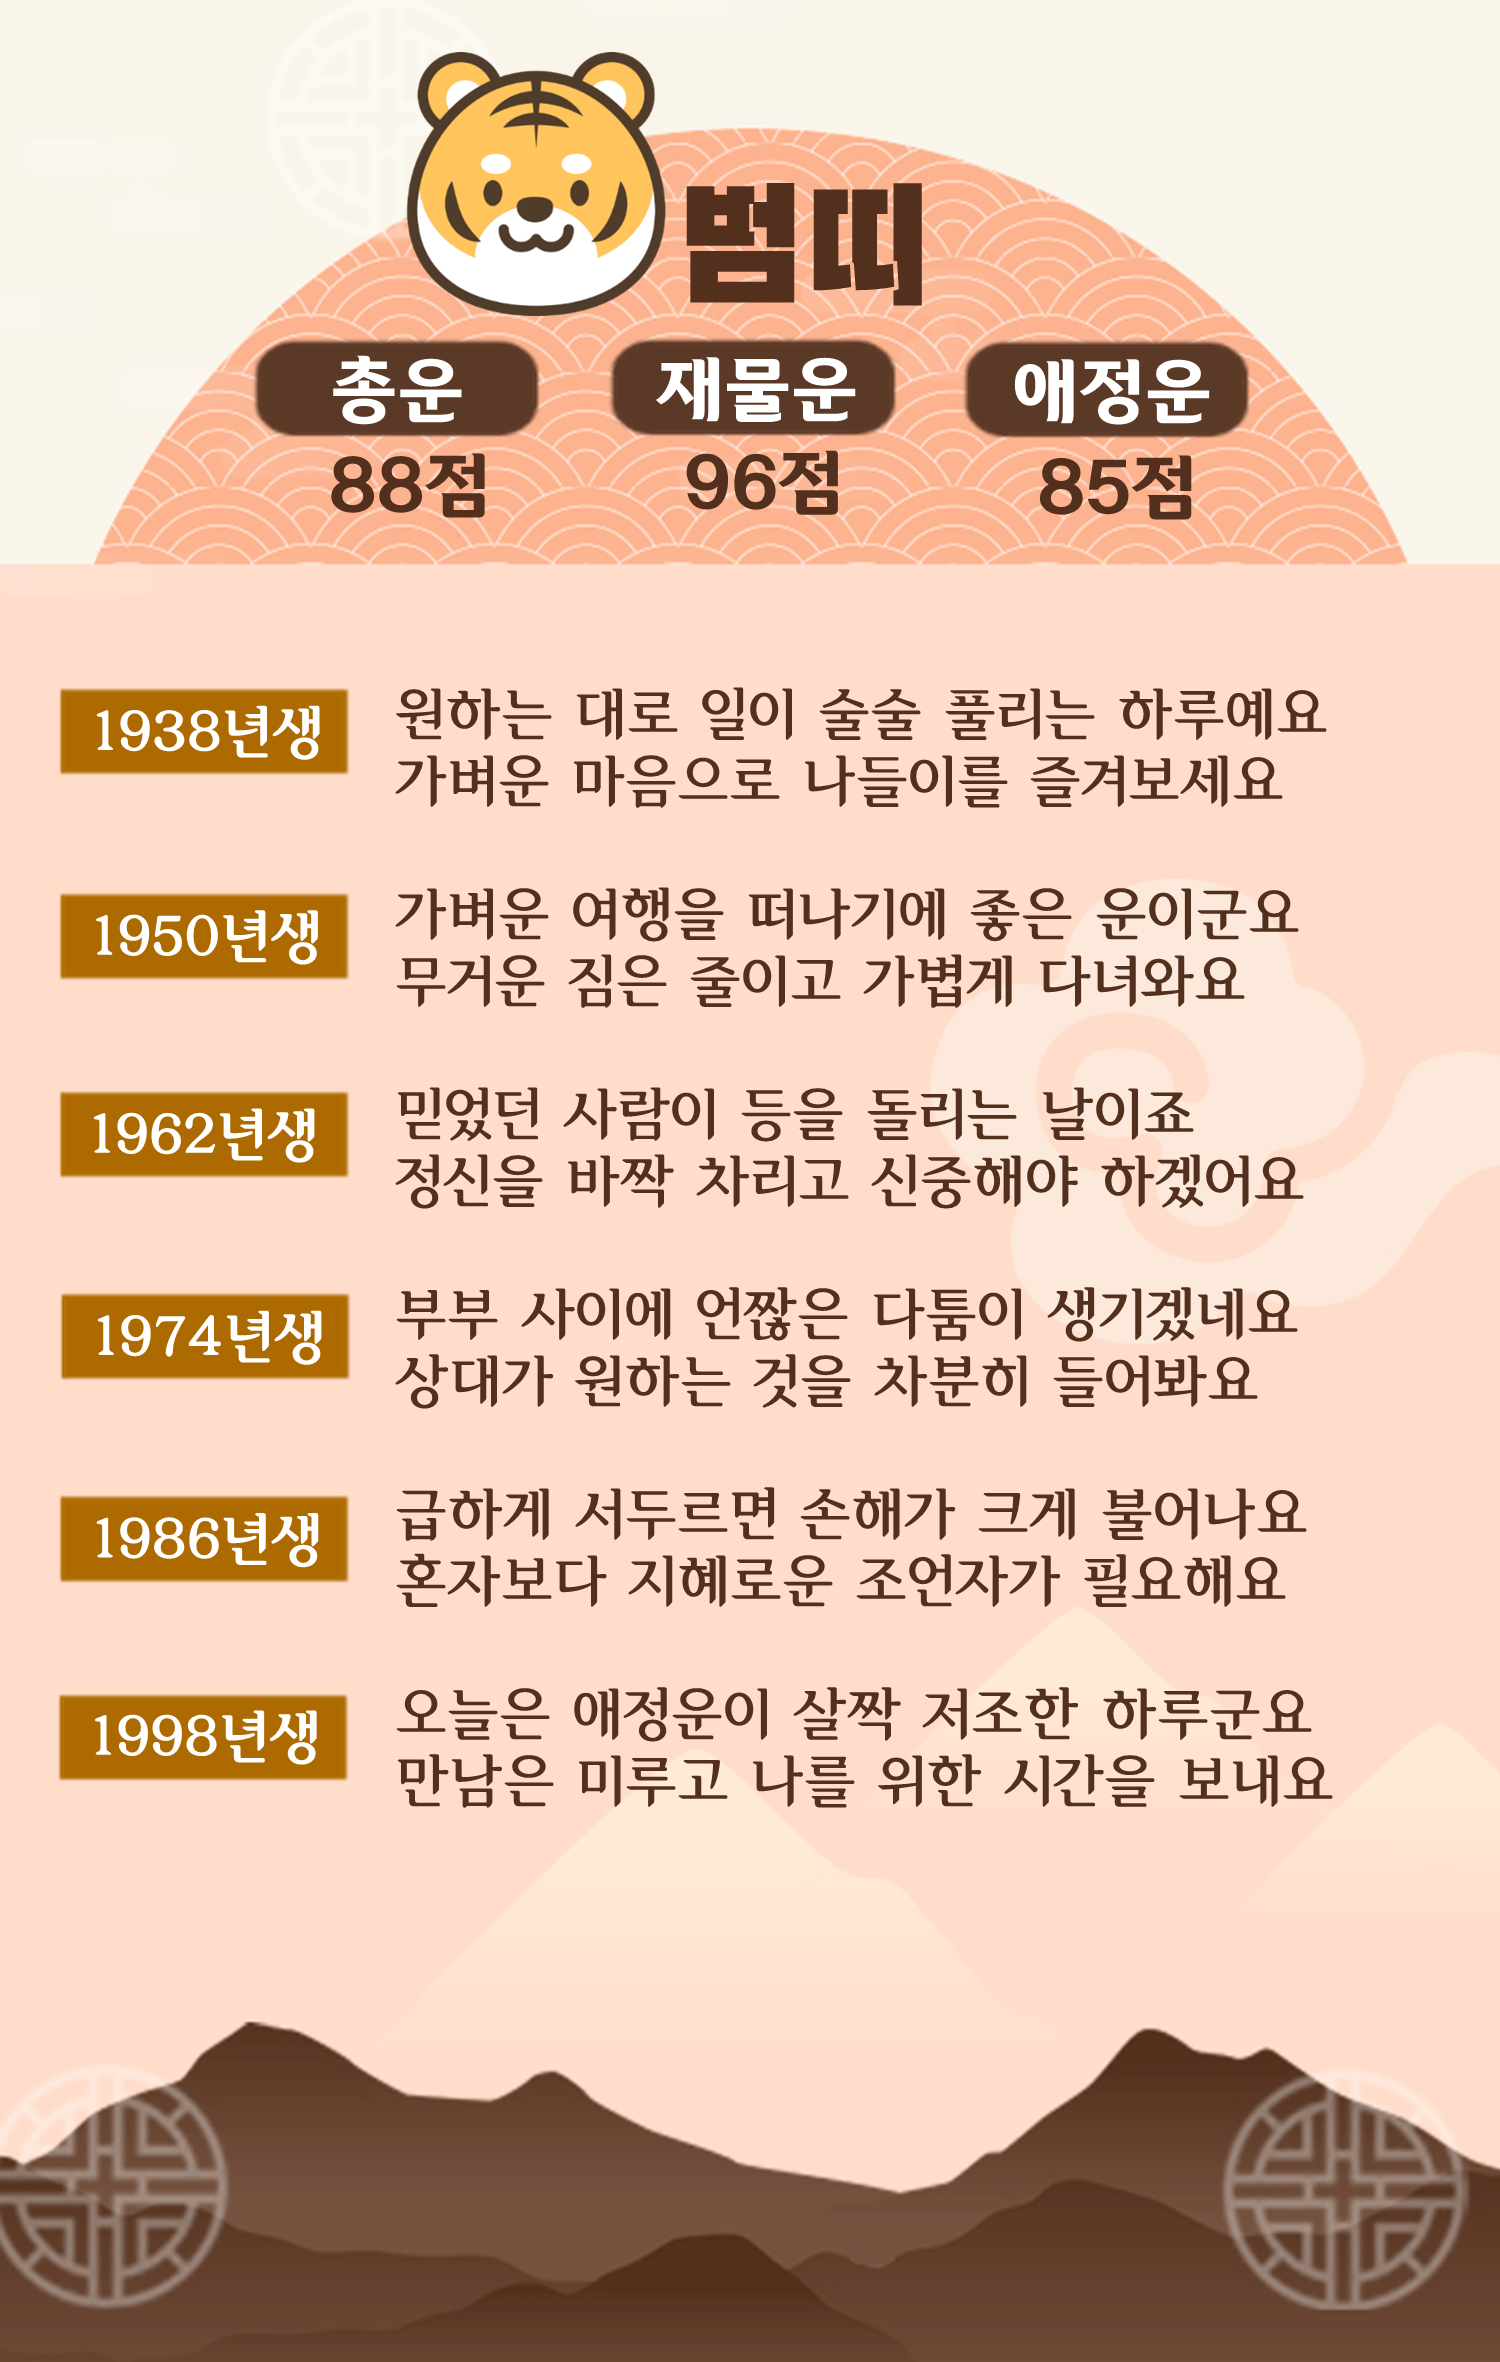 범띠
총운 재물운 애정운
88점 96점 85점
1938년생
원하는 대로 일이 술술 풀리는 하루예요
가벼운 마음으로 나들이를 즐겨보세요
1950년생
가벼운 여행을 떠나기에 좋은 운이군요
무거운 짐은 줄이고 가볍게 다녀와요
1962년생
믿었던 사람이 등을 돌리는 날이죠
정신을 바짝 차리고 신중해야 하겠어요
1974년생
부부 사이에 언짢은 다툼이 생기겠네요
상대가 원하는 것을 차분히 들어봐요
1986년생
급하게 서두르면 손해가 크게 불어나요
혼자보다 지혜로운 조언자가 필요해요
1998년생
오늘은 애정운이 살짝 저조한 하루군요
만남은 미루고 나를 위한 시간을 보내요